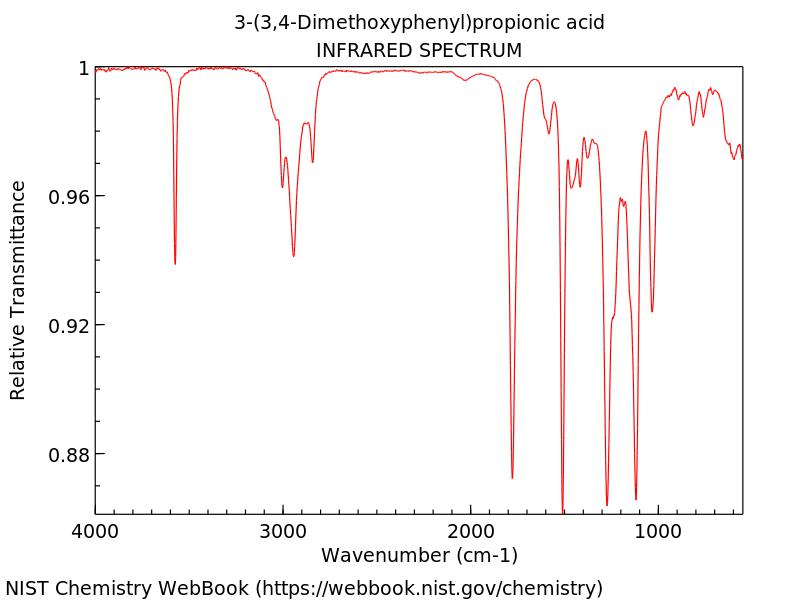 3-(3,4-Dimethoxyphenyl)propionic acid
INFRARED SPECTRUM
1
0.96
0.92
0.88
Relative Transmittance
4000 3000 2000 1000
Wavenumber (cm-1)
NIST Chemistry WebBook (https://webbook.nist.gov/chemistry)